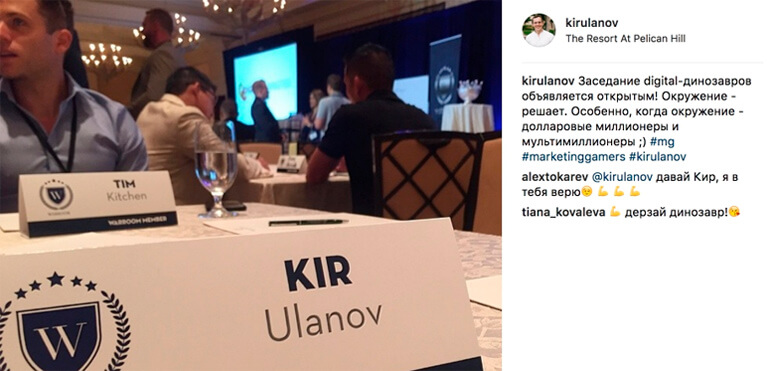 kirulanov
The Resort At Pelican Hill
kirulanov Заседание digital-динозавров
объявляется открытым! Окружение -
решает. Особенно, когда окружение -
долларовые миллионеры и
мультимиллионеры ;) #mg
#marketinggamers #kirulanov
alextokarev @kirulanov давай Кир, я в
тебя верю😣 💪 💪 💪
tiana_kovaleva 💪 дерзай динозавр!😘
W
TIM
Kitchen
WARROOM MEMBER
KIR
Ulanov
W